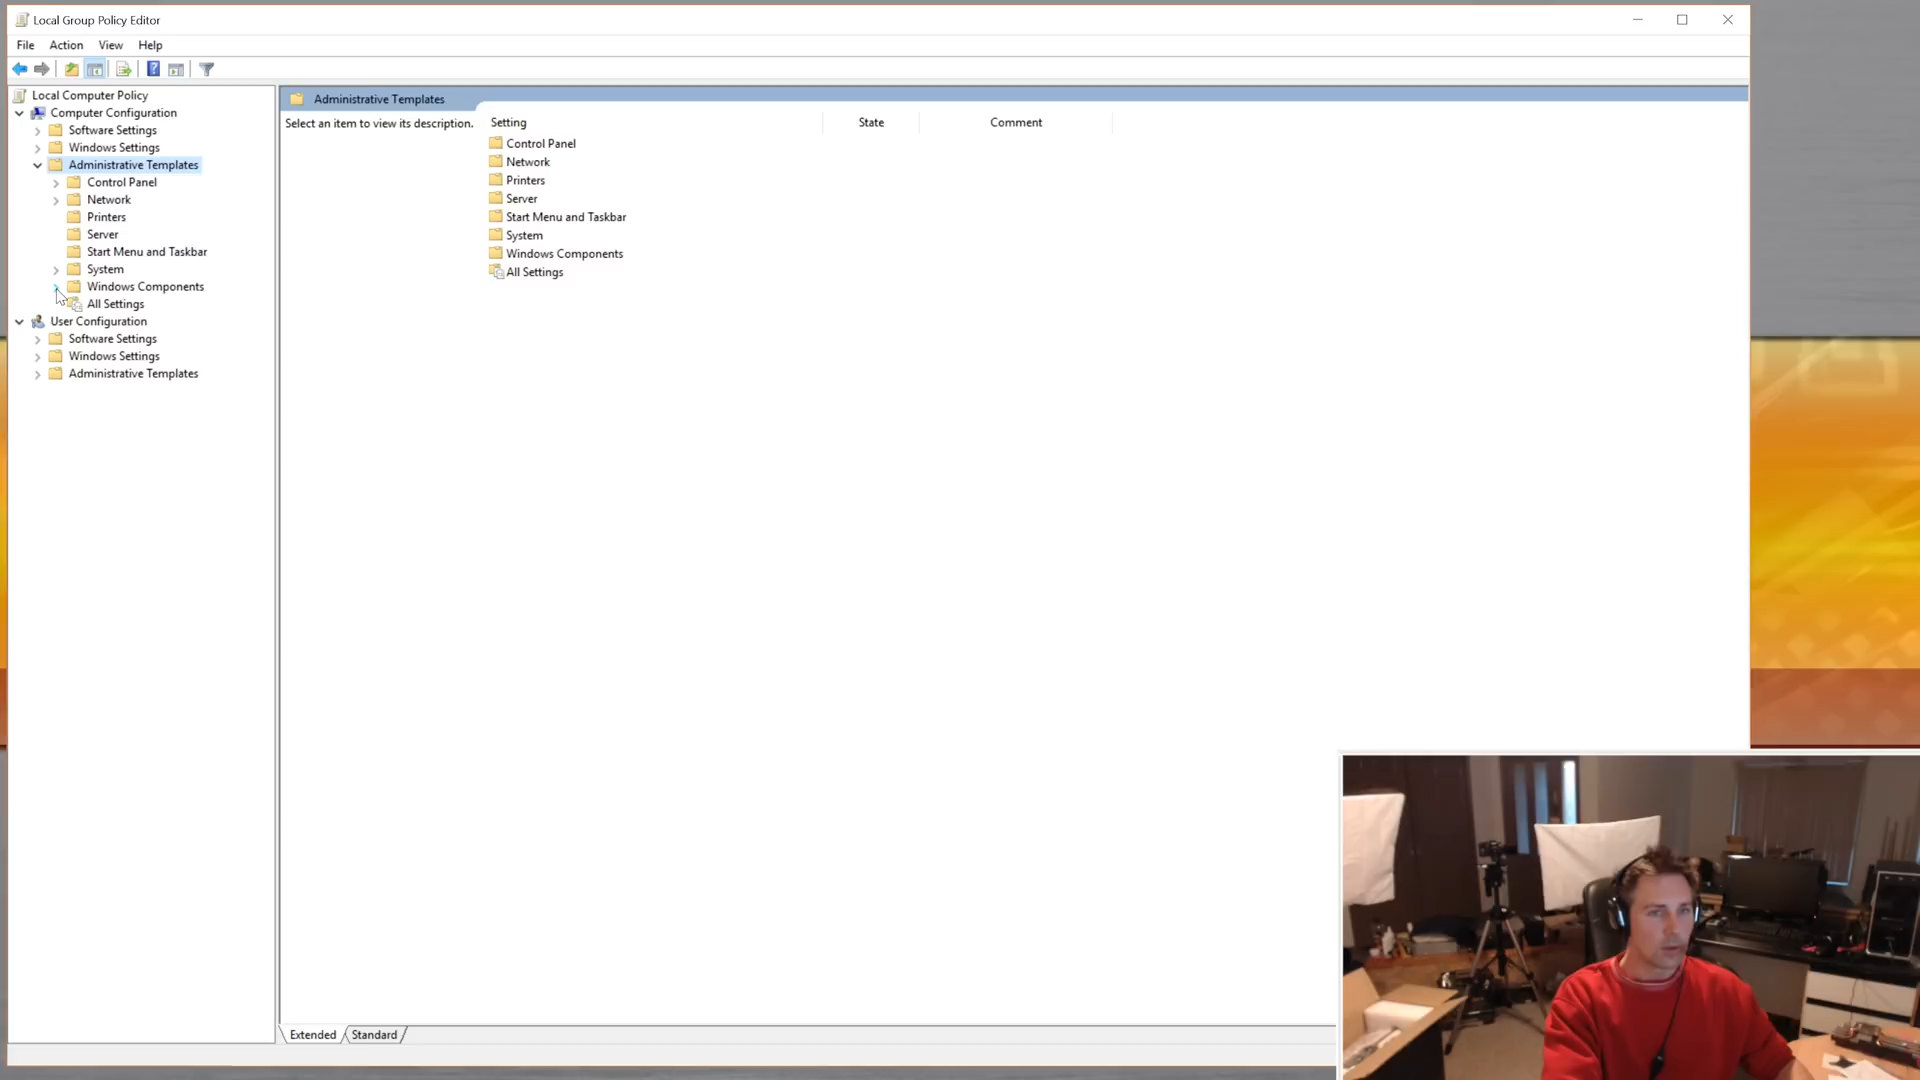 Local Group Policy Editor
File Action View Help
Local Computer Policy
Computer Configuration
Software Settings
Windows Settings
Administrative Templates
Control Panel
Network
Printers
Server
Start Menu and Taskbar
System
Windows Components
All Settings
User Configuration
Software Settings
Windows Settings
Administrative Templates
Administrative Templates
Select an item to view its description.
Setting State Comment
Control Panel
Network
Printers
Server
Start Menu and Taskbar
System
Windows Components
All Settings
Extended Standard